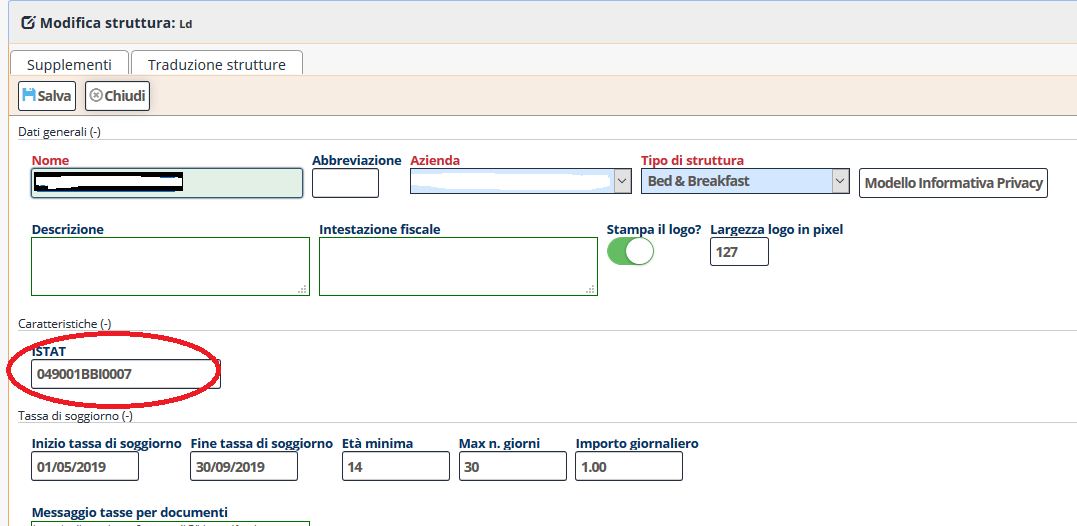 Modifica struttura: Ld
Supplementi Traduzione strutture
Salva Chiudi
Dati generali (-)
Nome Abbreviazione Azienda Tipo di struttura
Bed & Breakfast Modello Informativa Privacy
Descrizione Intestazione fiscale Stampa il logo? Largezza logo in pixel
127
Caratteristiche (-)
ISTAT
049001BBI0007
Tassa di soggiorno (-)
Inizio tassa di soggiorno Fine tassa di soggiorno Età minima Max n. giorni Importo giornaliero
01/05/2019 30/09/2019 14 30 1.00
Messaggio tasse per documenti